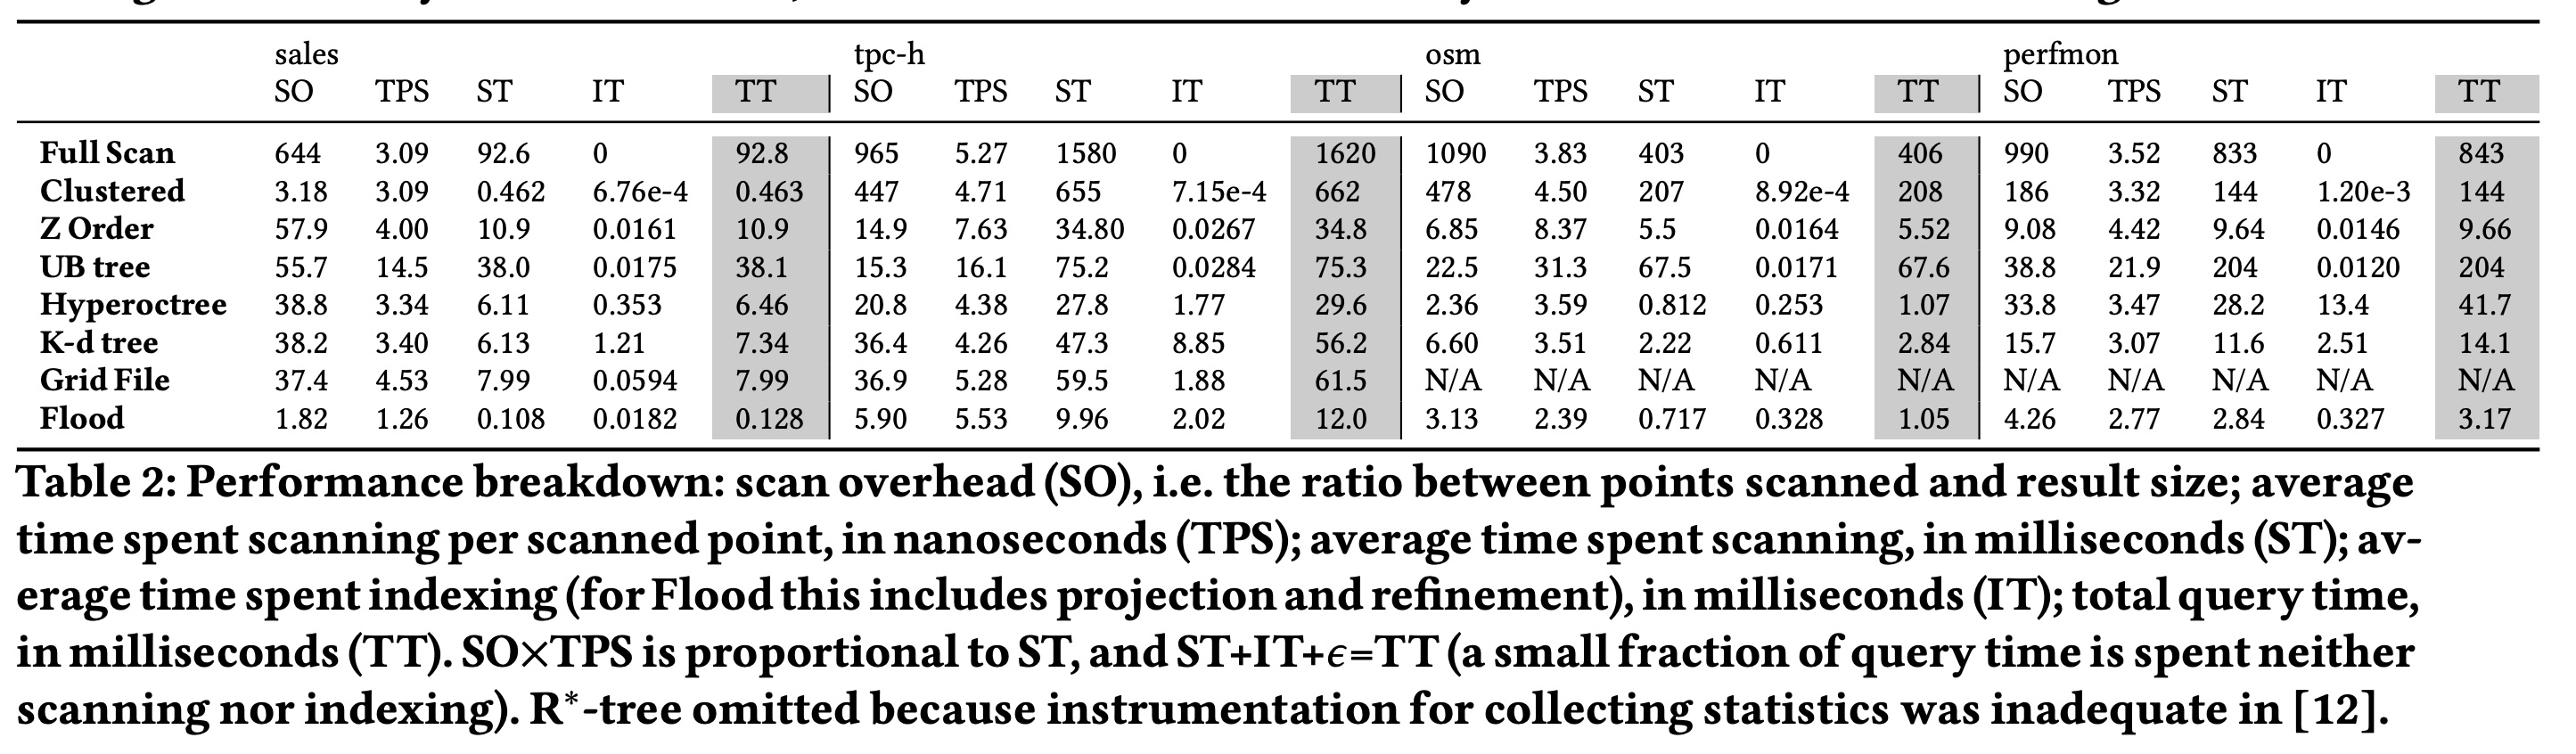 sales tpc-h osm perfmon
SO TPS ST IT TT SO TPS ST IT TT SO TPS ST IT TT SO TPS ST IT TT
Full Scan 644 3.09 92.6 0 92.8 965 5.27 1580 0 1620 1090 3.83 403 0 406 990 3.52 833 0 843
Clustered 3.18 3.09 0.462 6.76e-4 0.463 447 4.71 655 7.15e-4 662 478 4.50 207 8.92e-4 208 186 3.32 144 1.20e-3 144
Z Order 57.9 4.00 10.9 0.0161 10.9 14.9 7.63 34.80 0.0267 34.8 6.85 8.37 5.5 0.0164 5.52 9.08 4.42 9.64 0.0146 9.66
UB tree 55.7 14.5 38.0 0.0175 38.1 15.3 16.1 75.2 0.0284 75.3 22.5 31.3 67.5 0.0171 67.6 38.8 21.9 204 0.0120 204
Hyperoctree 38.8 3.34 6.11 0.353 6.46 20.8 4.38 27.8 1.77 29.6 2.36 3.59 0.812 0.253 1.07 33.8 3.47 28.2 13.4 41.7
K-d tree 38.2 3.40 6.13 1.21 7.34 36.4 4.26 47.3 8.85 56.2 6.60 3.51 2.22 0.611 2.84 15.7 3.07 11.6 2.51 14.1
Grid File 37.4 4.53 7.99 0.0594 7.99 36.9 5.28 59.5 1.88 61.5 N/A N/A N/A N/A N/A N/A N/A N/A N/A N/A
Flood 1.82 1.26 0.108 0.0182 0.128 5.90 5.53 9.96 2.02 12.0 3.13 2.39 0.717 0.328 1.05 4.26 2.77 2.84 0.327 3.17
Table 2: Performance breakdown: scan overhead (SO), i.e. the ratio between points scanned and result size; average
time spent scanning per scanned point, in nanoseconds (TPS); average time spent scanning, in milliseconds (ST); av-
erage time spent indexing (for Flood this includes projection and refinement), in milliseconds (IT); total query time,
in milliseconds (TT). SO×TPS is proportional to ST, and ST+IT+ϵ=TT (a small fraction of query time is spent neither
scanning nor indexing). R*-tree omitted because instrumentation for collecting statistics was inadequate in [12].